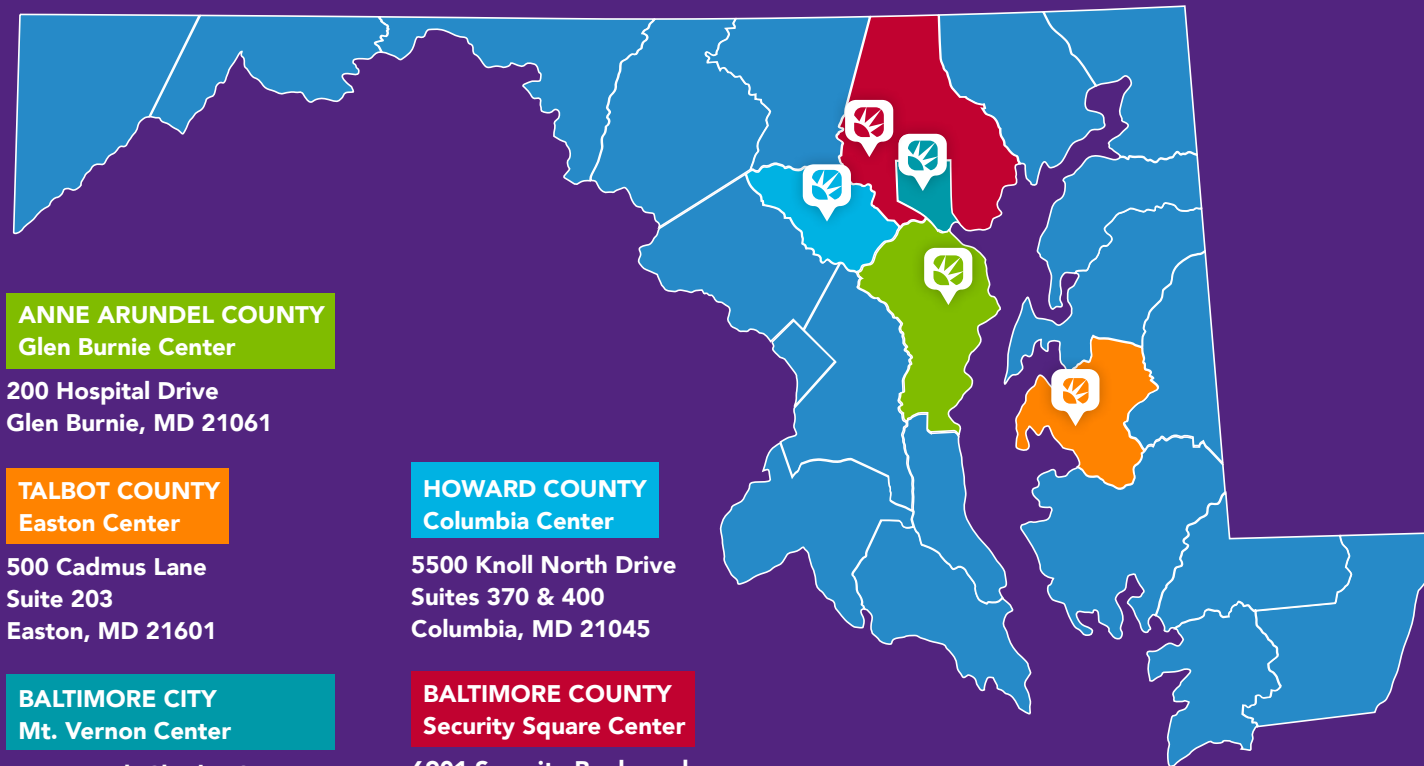 ANNE ARUNDEL COUNTY
Glen Burnie Center
200 Hospital Drive
Glen Burnie, MD 21061
TALBOT COUNTY
Easton Center
500 Cadmus Lane
Suite 203
Easton, MD 21601
BALTIMORE CITY
Mt. Vernon Center
HOWARD COUNTY
Columbia Center
5500 Knoll North Drive
Suites 370 & 400
Columbia, MD 21045
BALTIMORE COUNTY
Security Square Center